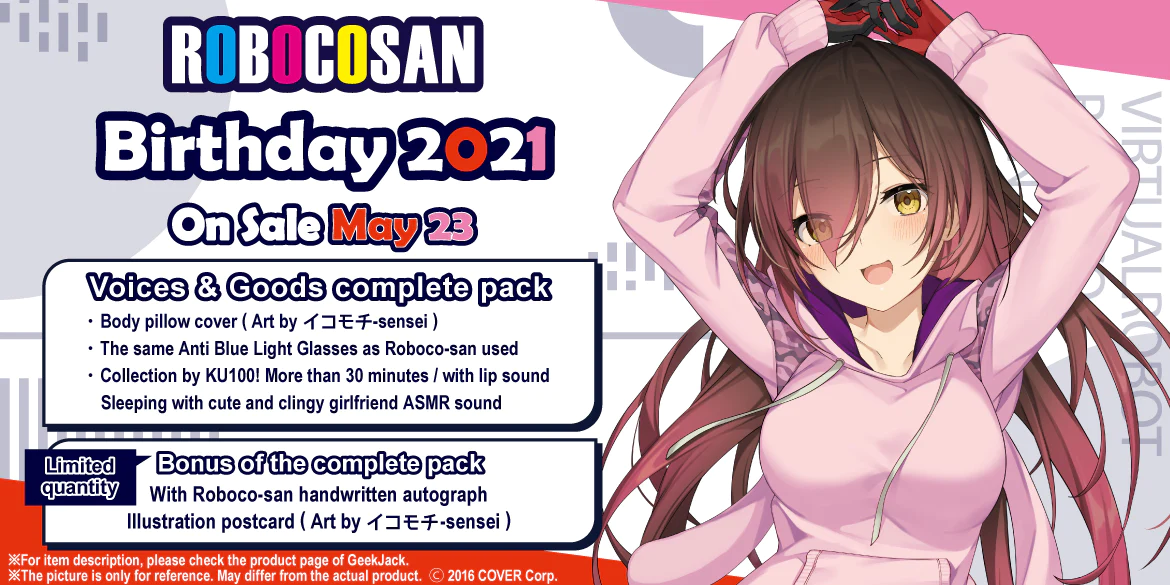 ROBOCOSAN
Birthday 2021
On Sale May 23
Voices & Goods complete pack
・Body pillow cover ( Art by イコモチ-sensei )
・The same Anti Blue Light Glasses as Roboco-san used
・Collection by KU100! More than 30 minutes / with lip sound
Sleeping with cute and clingy girlfriend ASMR sound
Limited
quantity
Bonus of the complete pack
With Roboco-san handwritten autograph
Illustration postcard ( Art by イコモチ-sensei )
※For item description, please check the product page of GeekJack.
※The picture is only for reference. May differ from the actual product. Ⓒ 2016 COVER Corp.
VIRTUAL ROBOT